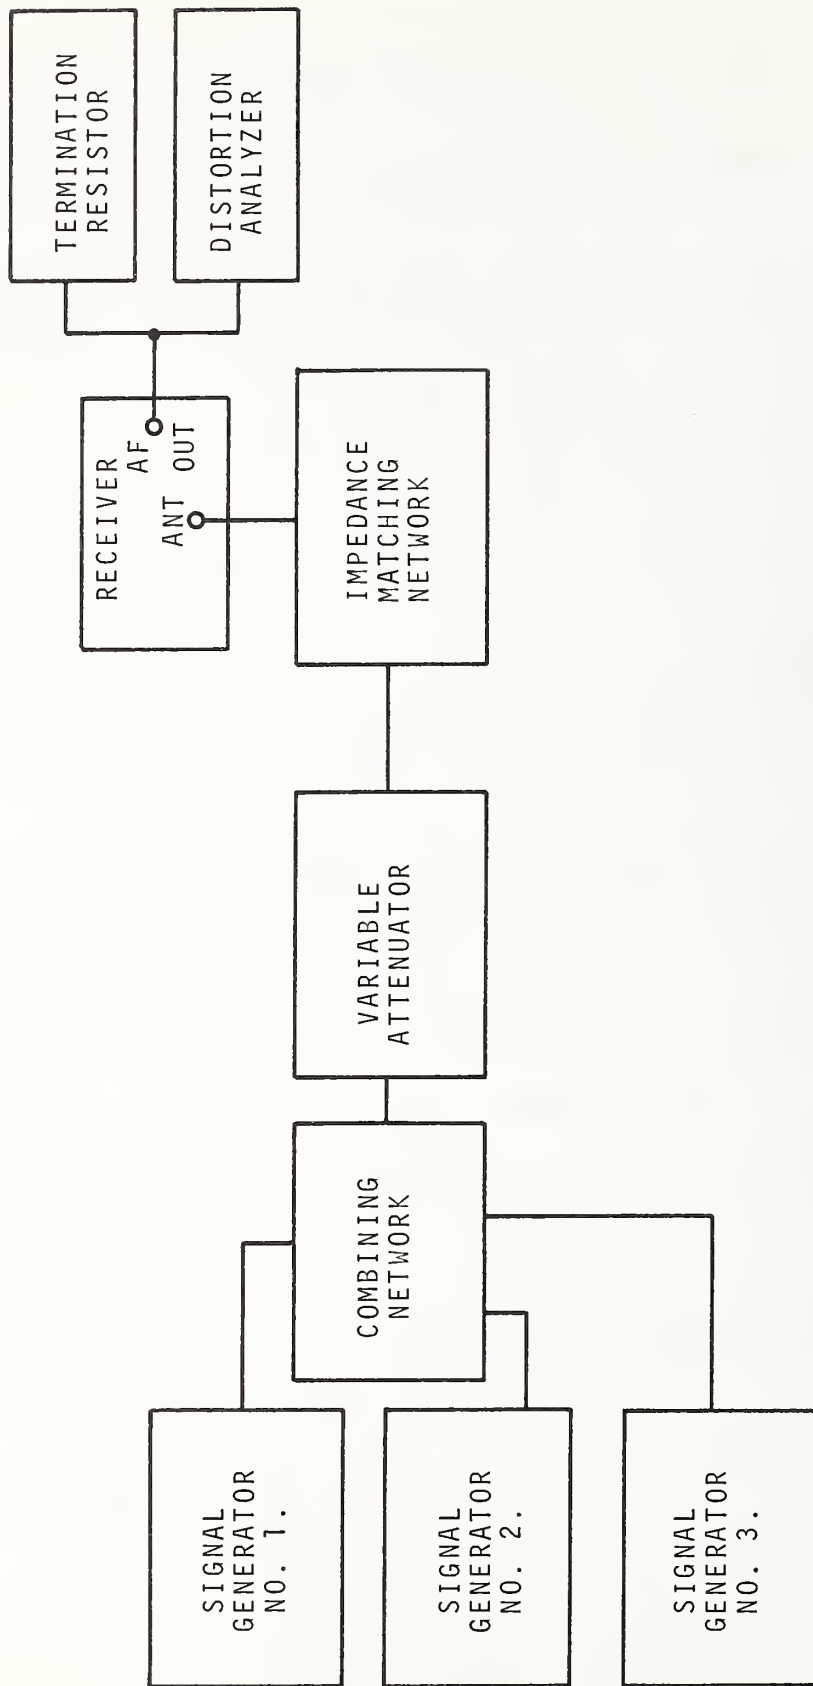 SIGNAL
GENERATOR
NO. 1.
SIGNAL
GENERATOR
NO. 2.
SIGNAL
GENERATOR
NO. 3.
COMBINING
NETWORK
VARIABLE
ATTENUATOR
IMPEDANCE
MATCHING
NETWORK
RECEIVER
AF
ANT
OUT
TERMINATION
RESISTOR
DISTORTION
ANALYZER